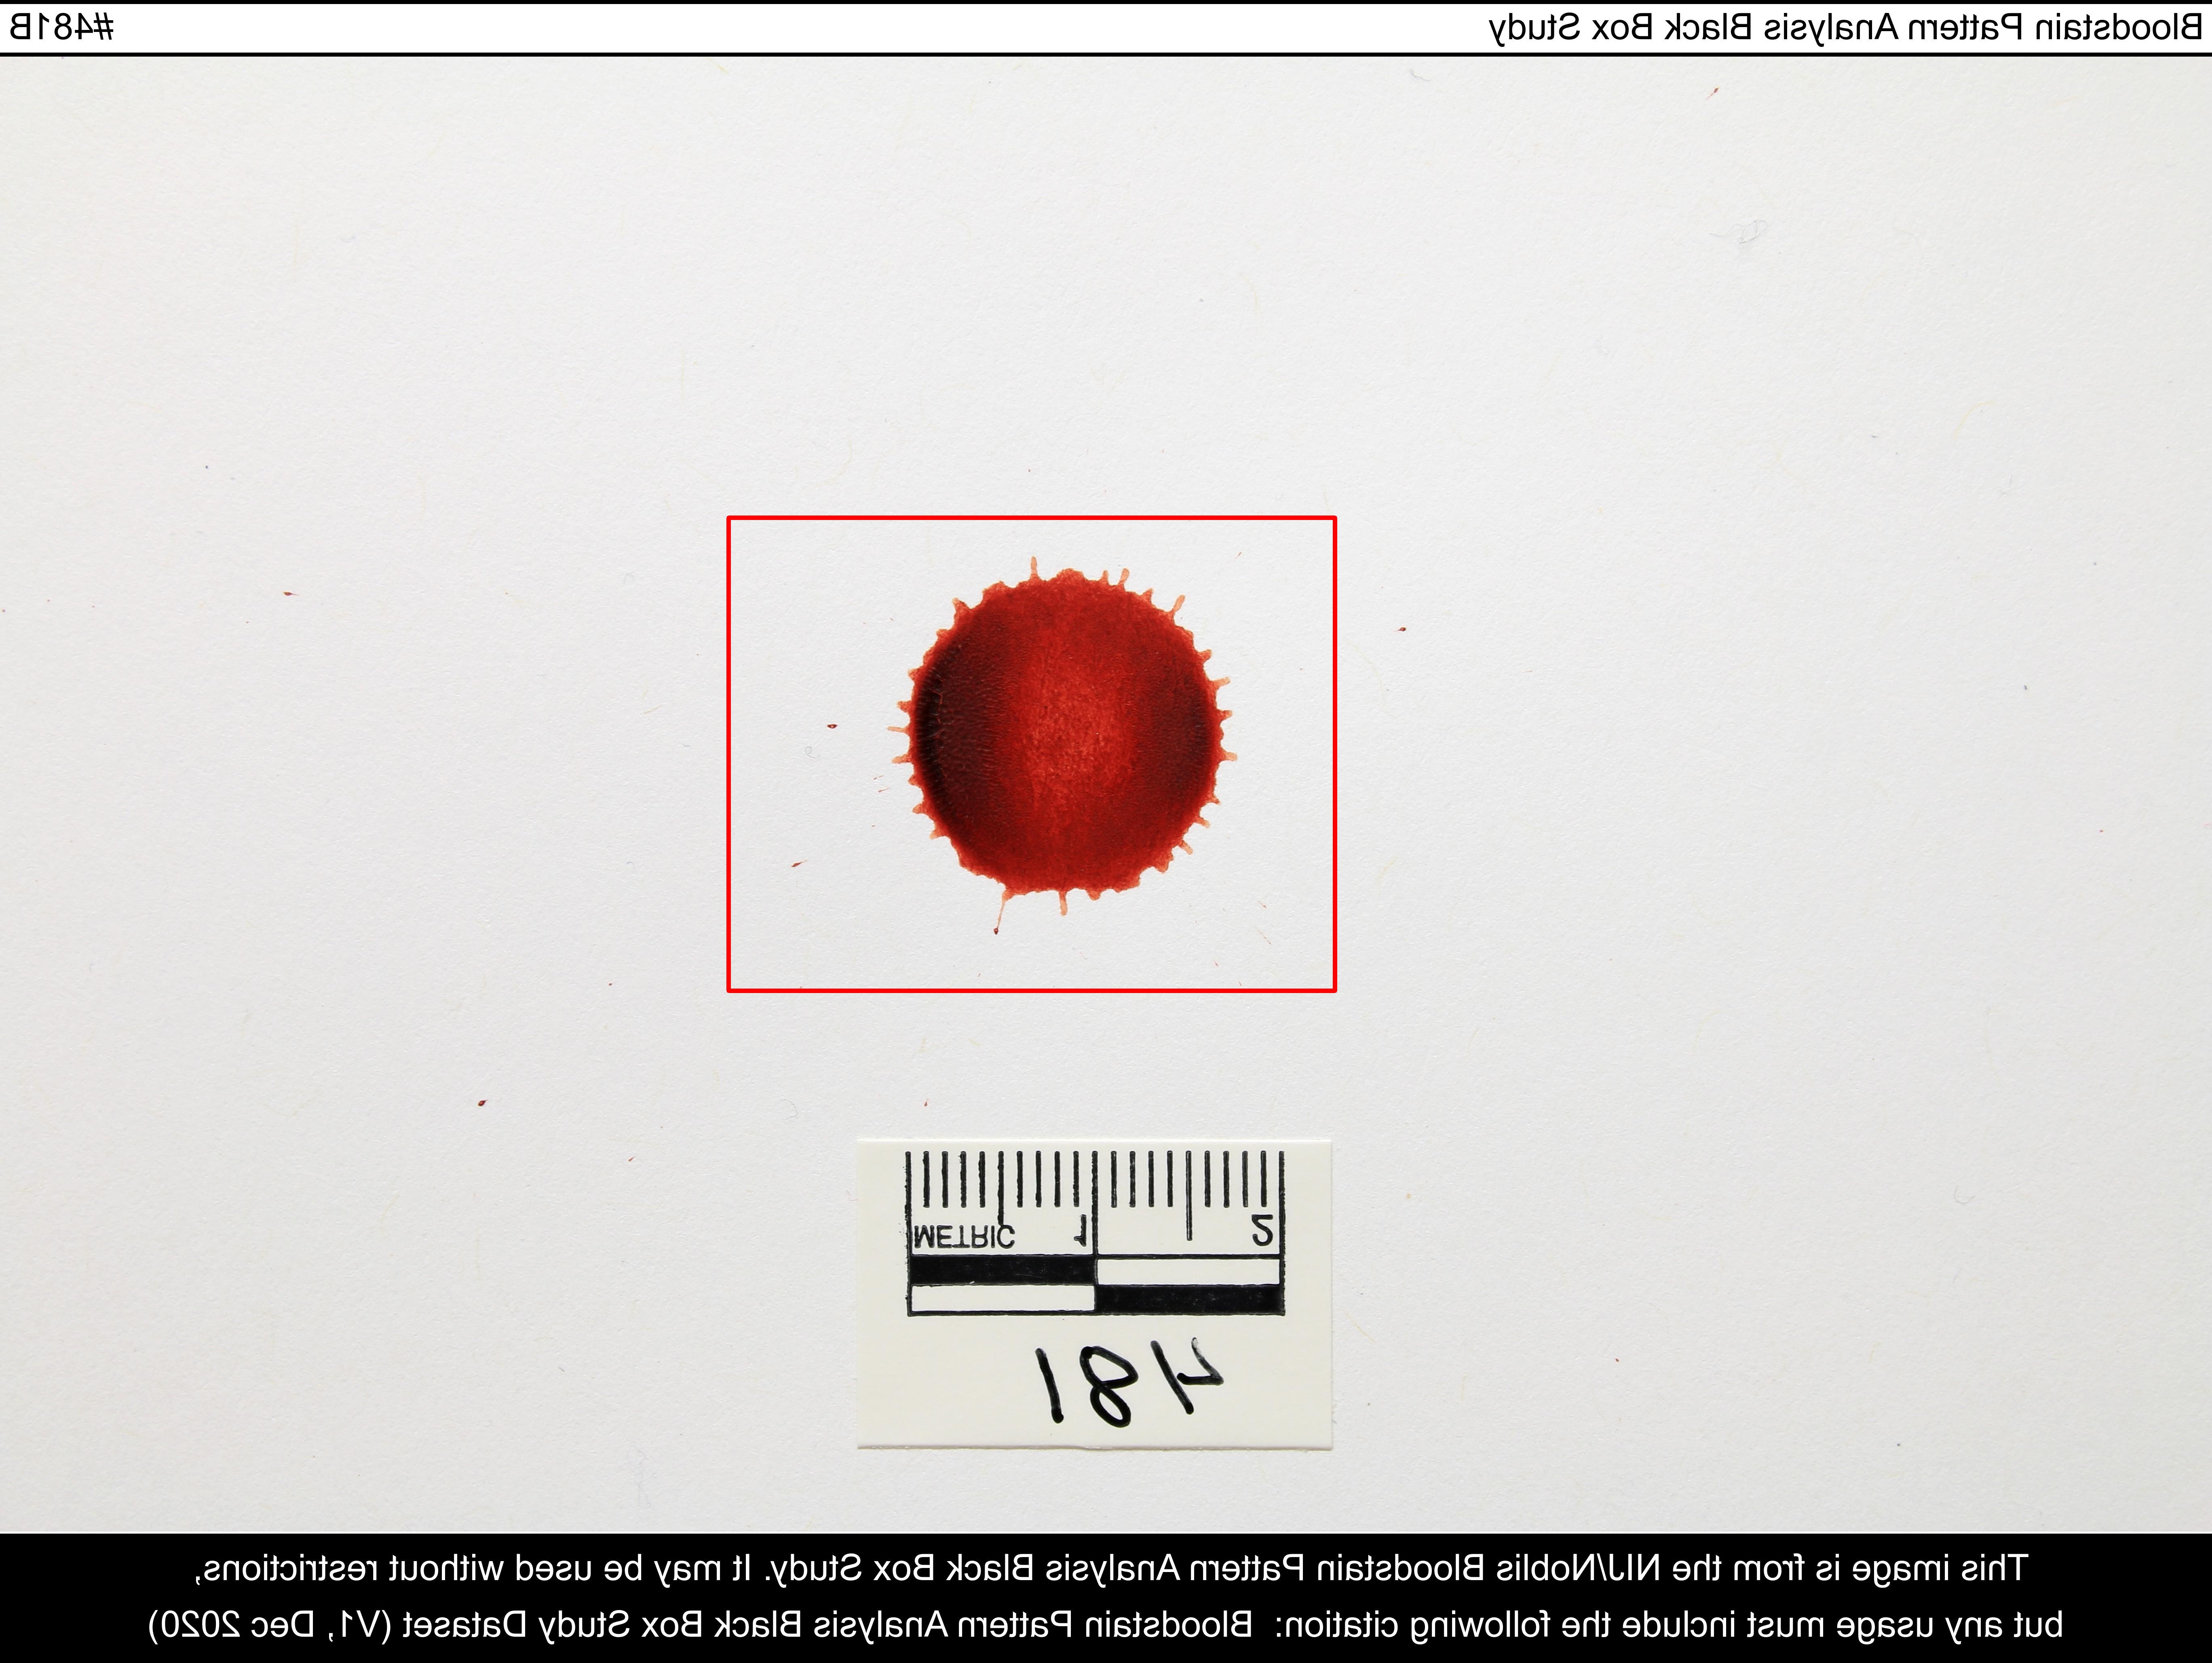 Bloodstain Pattern Analysis Black Box Study #481B
METRIC 1 2
481
This image is from the NIJ/Noblis Bloodstain Pattern Analysis Black Box Study. It may be used without restrictions,
but any usage must include the following citation: Bloodstain Pattern Analysis Black Box Study Dataset (V1, Dec 2020)